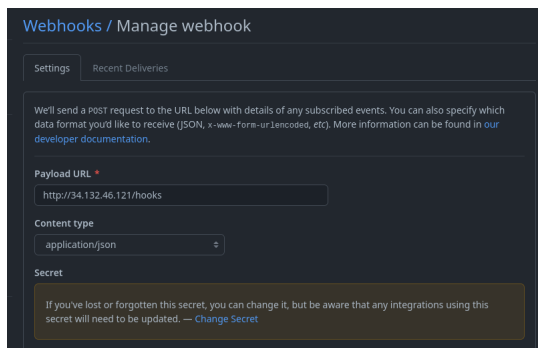 Webhooks / Manage webhook
Settings
Recent Deliveries
We'll send a POST request to the URL below with details of any subscribed events. You can also specify which
data format you'd like to receive (JSON, x-www-form-urlencoded, etc). More information can be found in our
developer documentation.
Payload URL *
http://34.132.46.121/hooks
Content type
application/json
Secret
If you've lost or forgotten this secret, you can change it, but be aware that any integrations using this
secret will need to be updated. — Change Secret